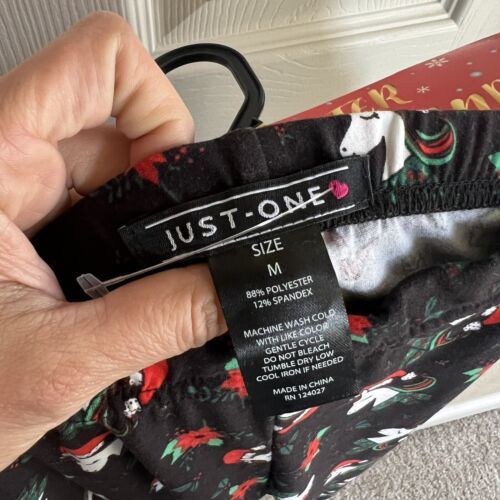 JUST-ONE
SIZE
M
88% POLYESTER
12% SPANDEX
MACHINE WASH COLD
WITH LIKE COLOR
GENTLE CYCLE
DO NOT BLEACH
TUMBLE DRY LOW
COOL IRON IF NEEDED
MADE IN CHINA
RN 124027